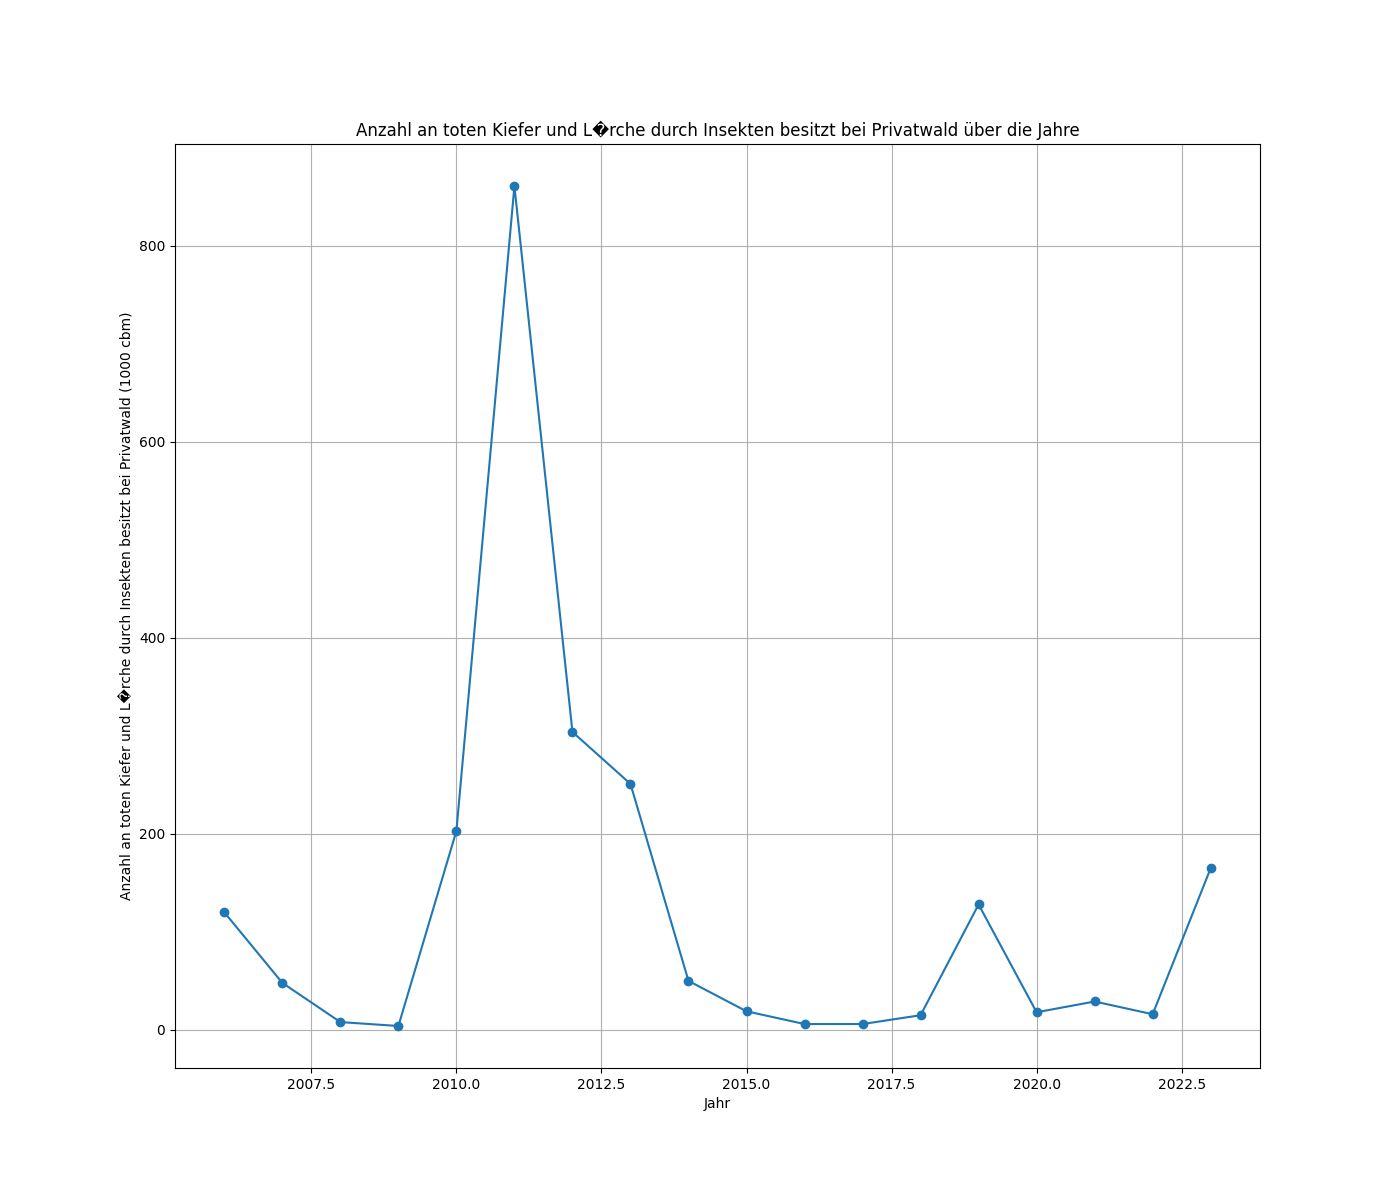 Anzahl an toten Kiefer und L�rche durch Insekten besitzt bei Privatwald über die Jahre
Anzahl an toten Kiefer und L�rche durch Insekten besitzt bei Privatwald (1000 cbm)
800
600
400
200
0
2007.5 2010.0 2012.5 2015.0 2017.5 2020.0 2022.5
Jahr